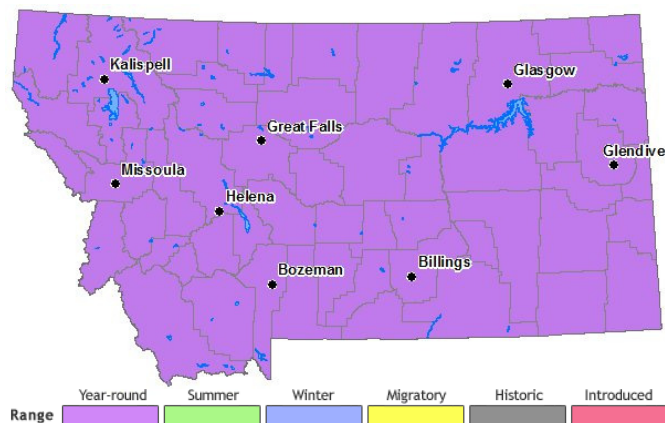 Kalispell
Glasgow
Great Falls
Glendive
Missoula
Helena
Billings
Bozeman
Year-round Summer Winter Migratory Historic Introduced
Range